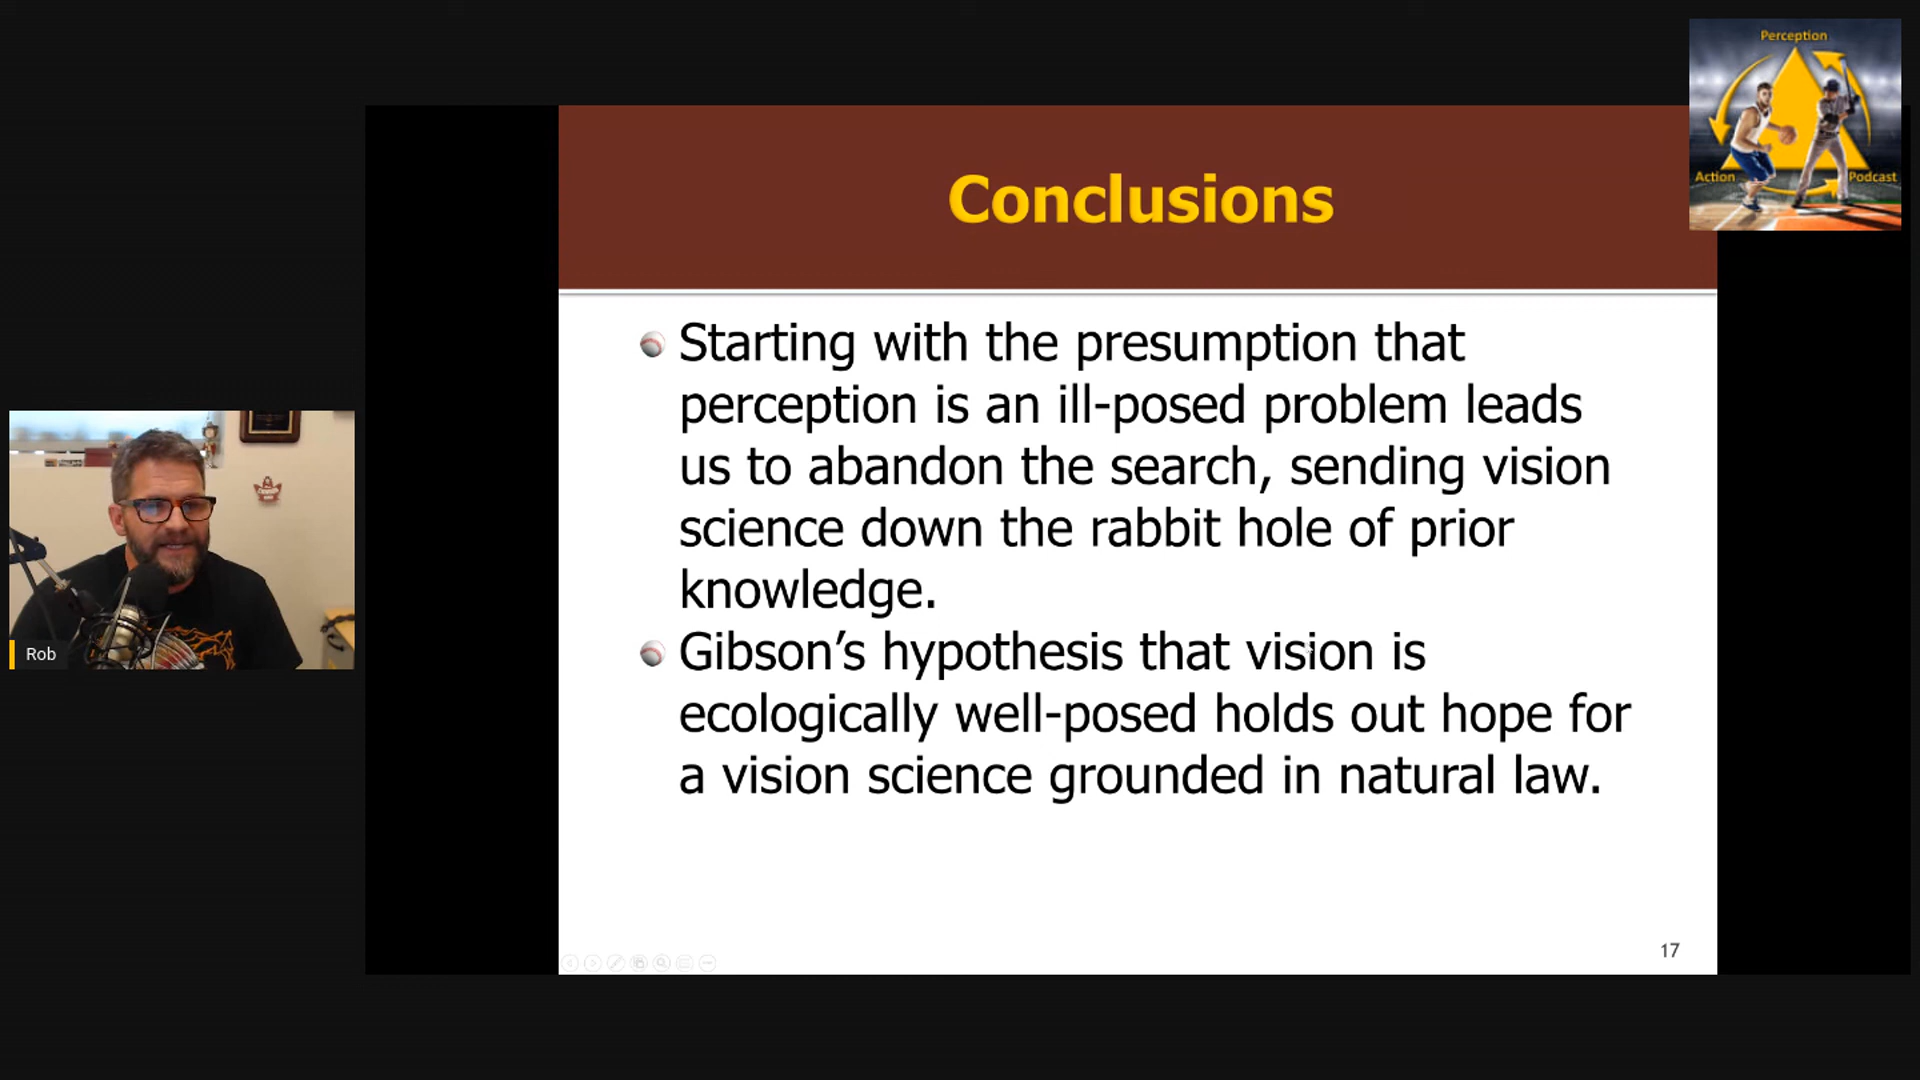 Perception
Action
Podcast
Conclusions
Starting with the presumption that
perception is an ill-posed problem leads
us to abandon the search, sending vision
science down the rabbit hole of prior
knowledge.
Gibson’s hypothesis that vision is
ecologically well-posed holds out hope for
a vision science grounded in natural law.
17
Rob